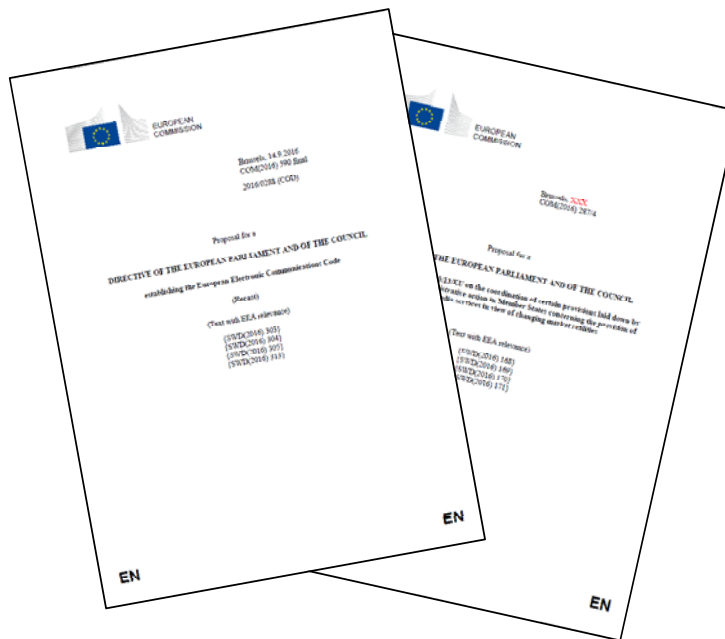 EUROPEAN
COMMISSION
Brussels, 14.9.2016
COM(2016) 590 final
2016/0288 (COD)
Proposal for a
DIRECTIVE OF THE EUROPEAN PARLIAMENT AND OF THE COUNCIL
establishing the European Electronic Communications Code
(Recast)
(Text with EEA relevance)
{SWD(2016) 303}
{SWD(2016) 304}
{SWD(2016) 305}
{SWD(2016) 313}
EN
EN
EUROPEAN
COMMISSION
Brussels, XXX
COM(2016) 287/4
Proposal for a
THE EUROPEAN PARLIAMENT AND OF THE COUNCIL
on the coordination of certain provisions laid down by
action in Member States concerning the provision of
services in view of changing market realities
(Text with EEA relevance)
{SWD(2016) 168}
{SWD(2016) 169}
{SWD(2016) 170}
{SWD(2016) 171}
EN